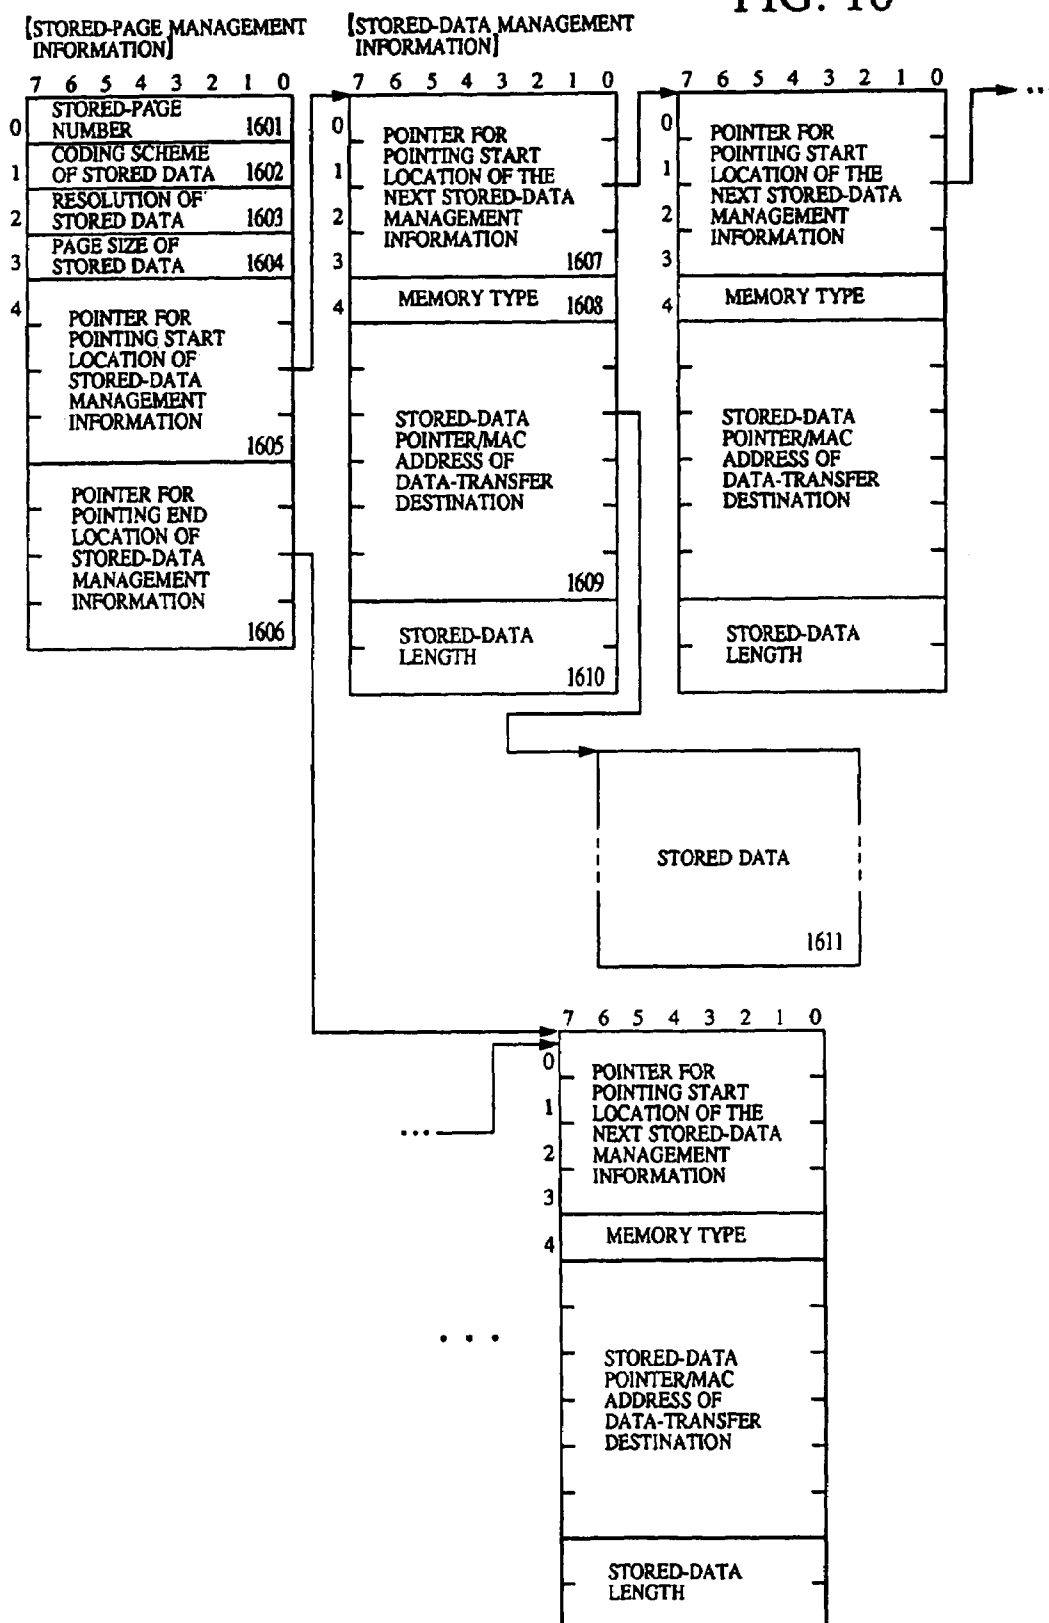 FIG. 16
[STORED-PAGE MANAGEMENT
INFORMATION]
7 6 5 4 3 2 1 0
0
STORED-PAGE
NUMBER 1601
1
CODING SCHEME
OF STORED DATA 1602
2
RESOLUTION OF
STORED DATA 1603
3
PAGE SIZE OF
STORED DATA 1604
4
POINTER FOR
POINTING START
LOCATION OF
STORED-DATA
MANAGEMENT
INFORMATION
1605
POINTER FOR
POINTING END
LOCATION OF
STORED-DATA
MANAGEMENT
INFORMATION
1606
[STORED-DATA MANAGEMENT
INFORMATION]
7 6 5 4 3 2 1 0
0
1
2
3
4
POINTER FOR
POINTING START
LOCATION OF THE
NEXT STORED-DATA
MANAGEMENT
INFORMATION
1607
MEMORY TYPE 1608
STORED-DATA
POINTER/MAC
ADDRESS OF
DATA-TRANSFER
DESTINATION
1609
STORED-DATA
LENGTH
1610
7 6 5 4 3 2 1 0
0
1
2
3
4
POINTER FOR
POINTING START
LOCATION OF THE
NEXT STORED-DATA
MANAGEMENT
INFORMATION
MEMORY TYPE
STORED-DATA
POINTER/MAC
ADDRESS OF
DATA-TRANSFER
DESTINATION
STORED-DATA
LENGTH
STORED DATA
1611
7 6 5 4 3 2 1 0
0
1
2
3
4
POINTER FOR
POINTING START
LOCATION OF THE
NEXT STORED-DATA
MANAGEMENT
INFORMATION
MEMORY TYPE
STORED-DATA
POINTER/MAC
ADDRESS OF
DATA-TRANSFER
DESTINATION
STORED-DATA
LENGTH